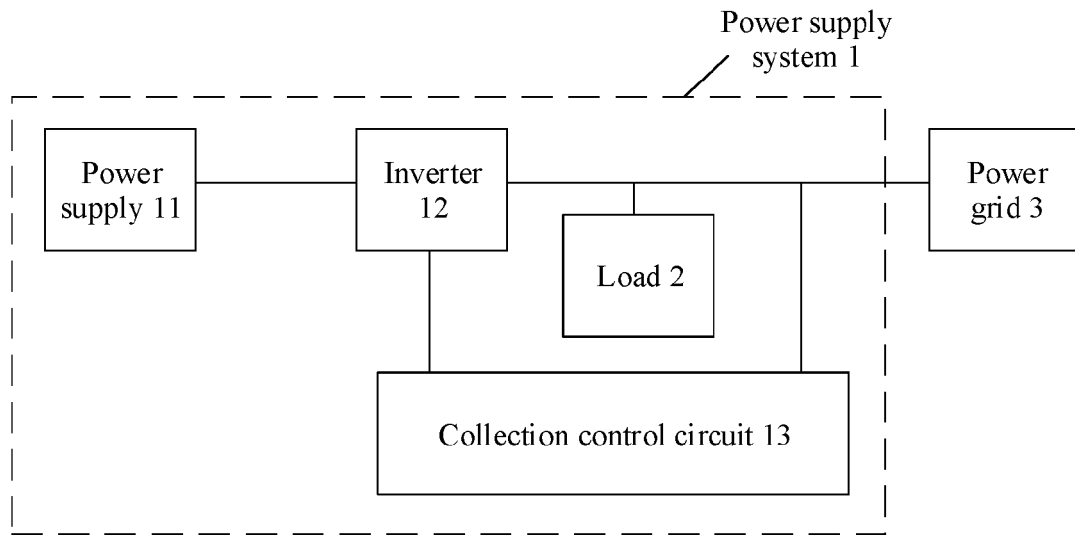 Power supply
system 1
Power
supply 11
Inverter
12
Power
grid 3
Load 2
Collection control circuit 13